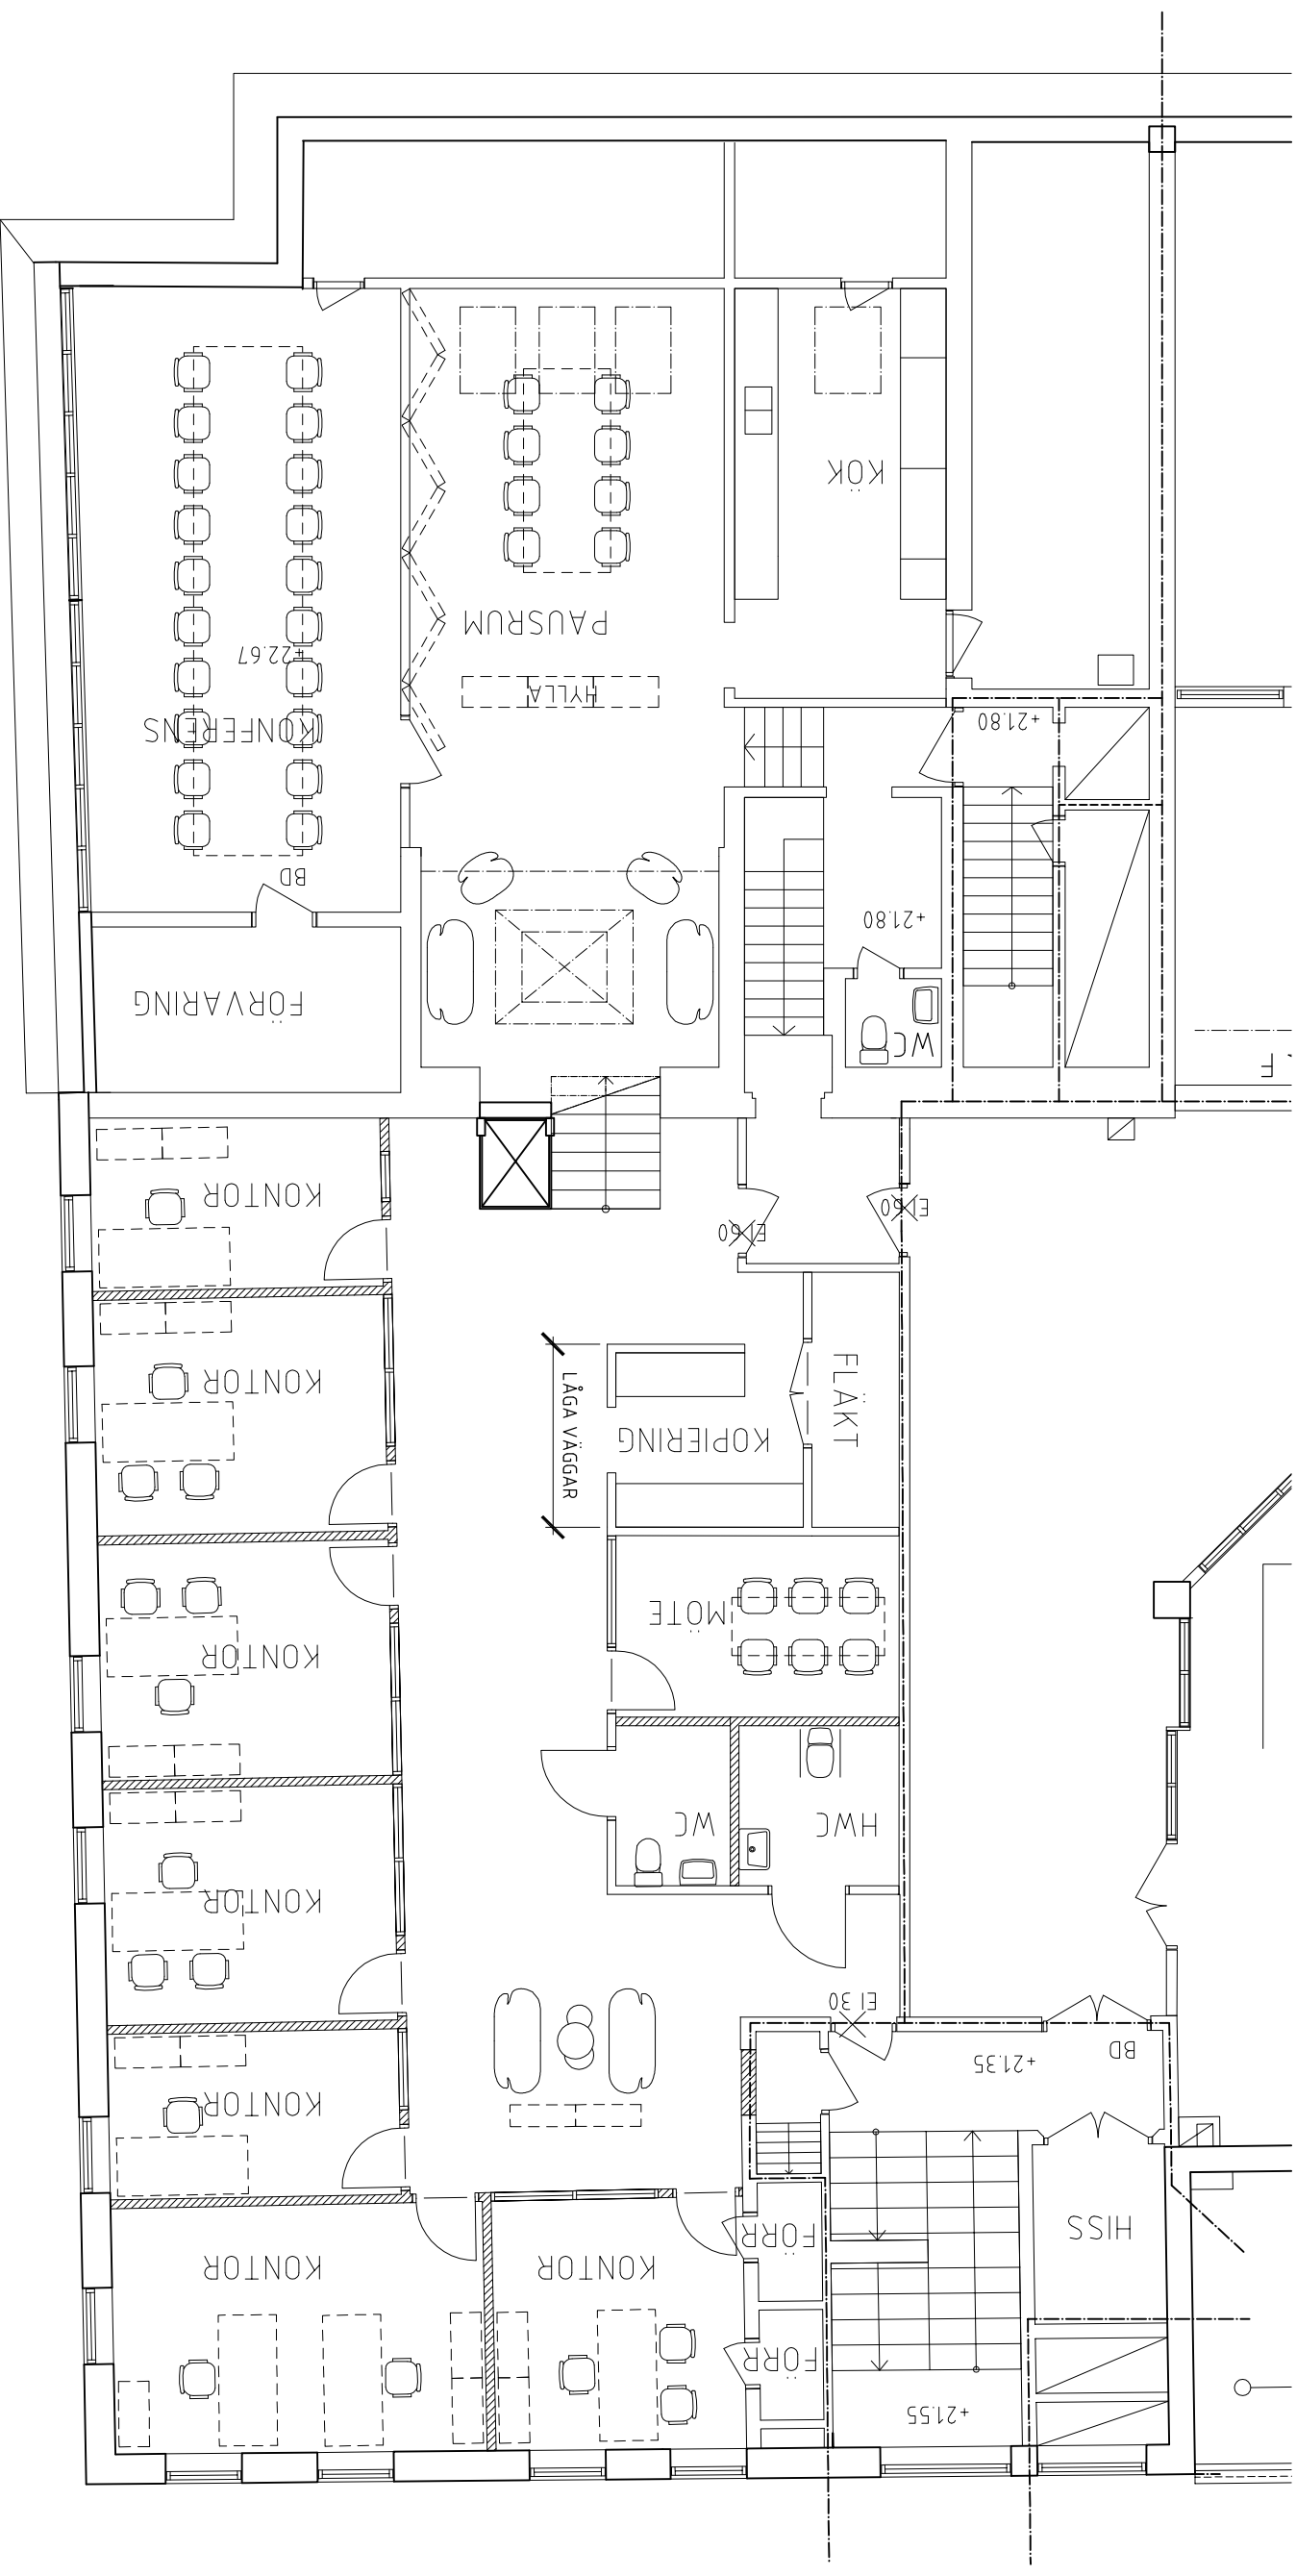 KÖK
PAUSRUM
+22.67
HYLLA
KONFERENS
+21.80
BD
+21.80
FÖRVARING
WC
F
KONTOR
EI 60
EI 60
KONTOR
FLÄKT
LÅGA VÄGGAR
KOPIERING
MÖTE
KONTOR
WC
HWC
KONTOR
EI 30
BD
+21.35
KONTOR
HISS
FÖRR
KONTOR
KONTOR
FÖRR
+21.55